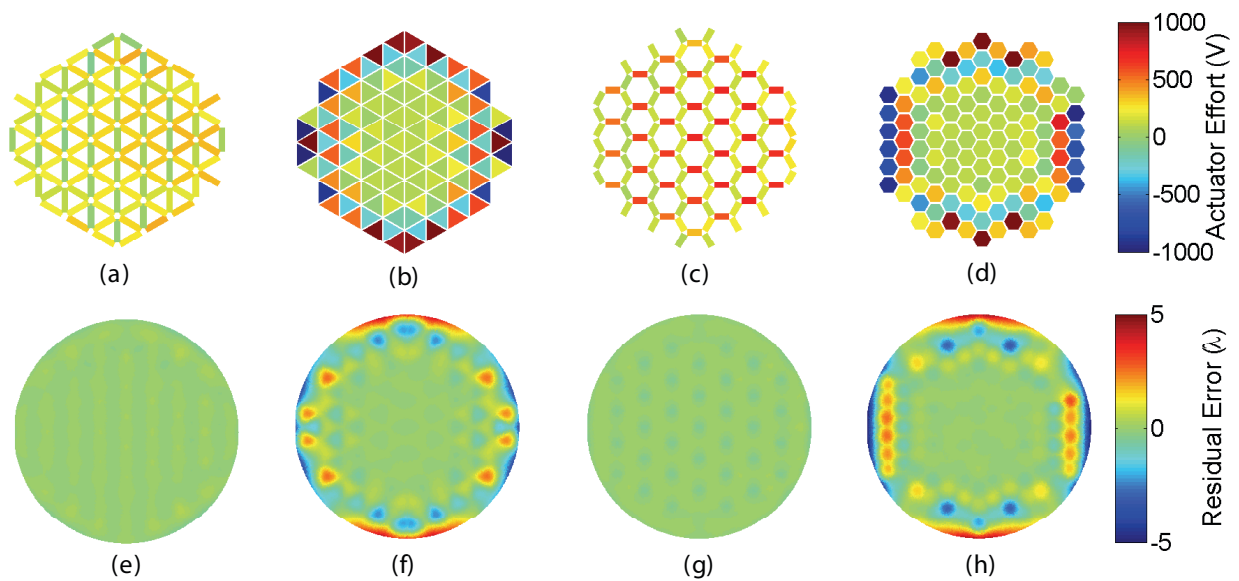 1000
500
0
-500
-1000
Actuator Effort (V)
(a)
(b)
(c)
(d)
5
0
-5
Residual Error (λ)
(e)
(f)
(g)
(h)